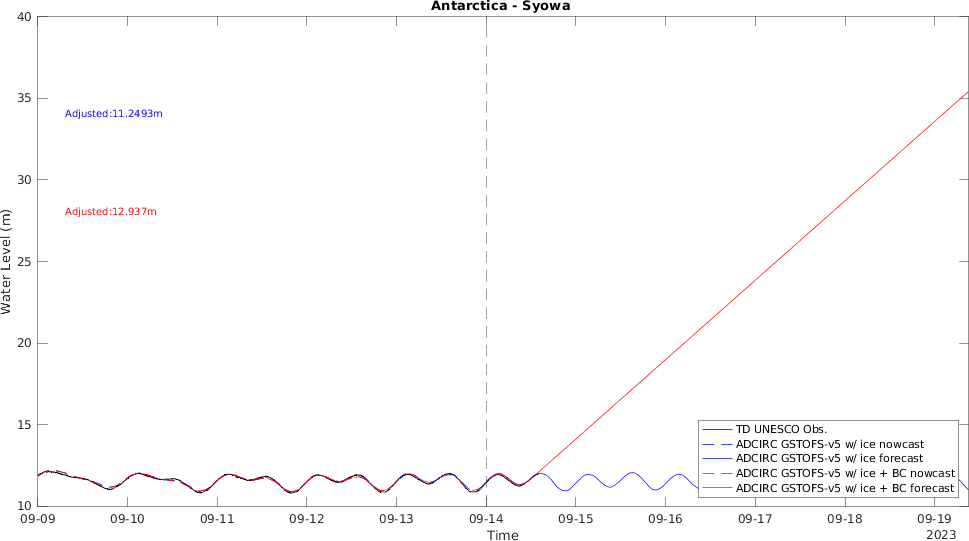 Antarctica - Syowa
40
35
30
25
20
15
10
Water Level (m)
Adjusted:11.2493m
Adjusted:12.937m
TD UNESCO Obs.
ADCIRC GSTOFS-v5 w/ ice nowcast
ADCIRC GSTOFS-v5 w/ ice forecast
ADCIRC GSTOFS-v5 w/ ice + BC nowcast
ADCIRC GSTOFS-v5 w/ ice + BC forecast
09-09 09-10 09-11 09-12 09-13 09-14 09-15 09-16 09-17 09-18 09-19
Time 2023